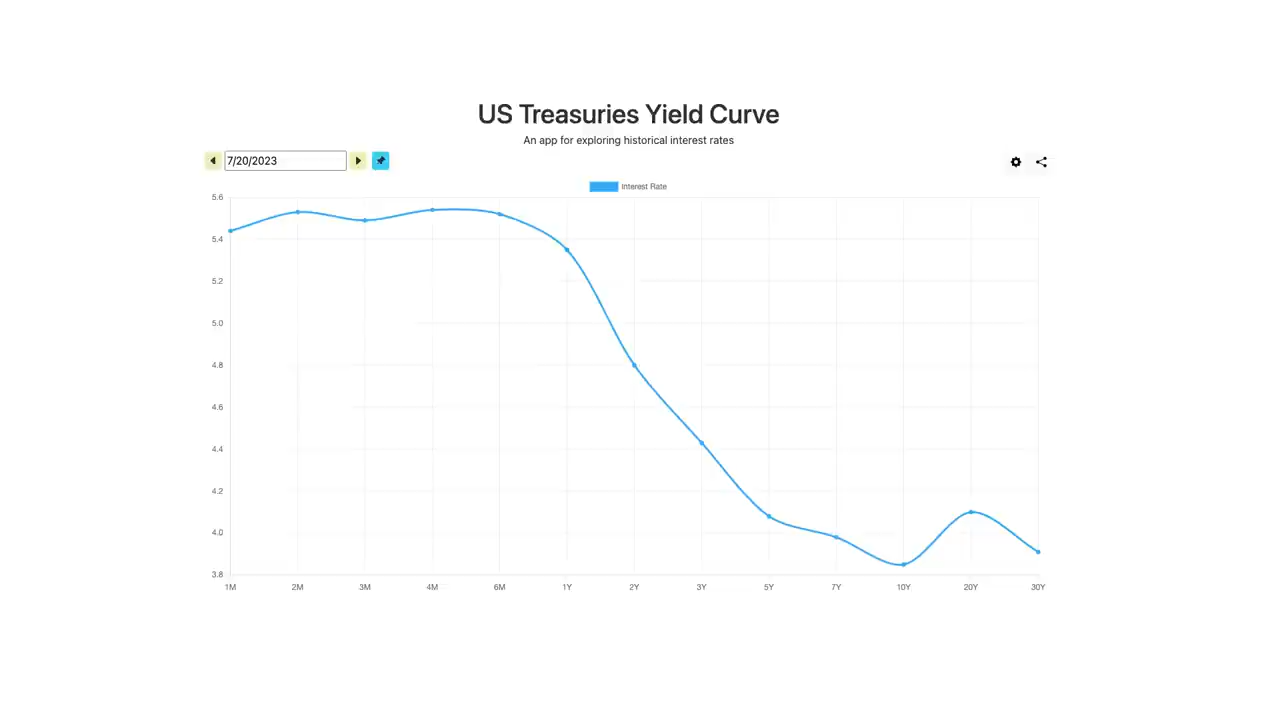 US Treasuries Yield Curve
An app for exploring historical interest rates
7/20/2023
Interest Rate
5.6
5.4
5.2
5.0
4.8
4.6
4.4
4.2
4.0
3.8
1M 2M 3M 4M 6M 1Y 2Y 3Y 5Y 7Y 10Y 20Y 30Y